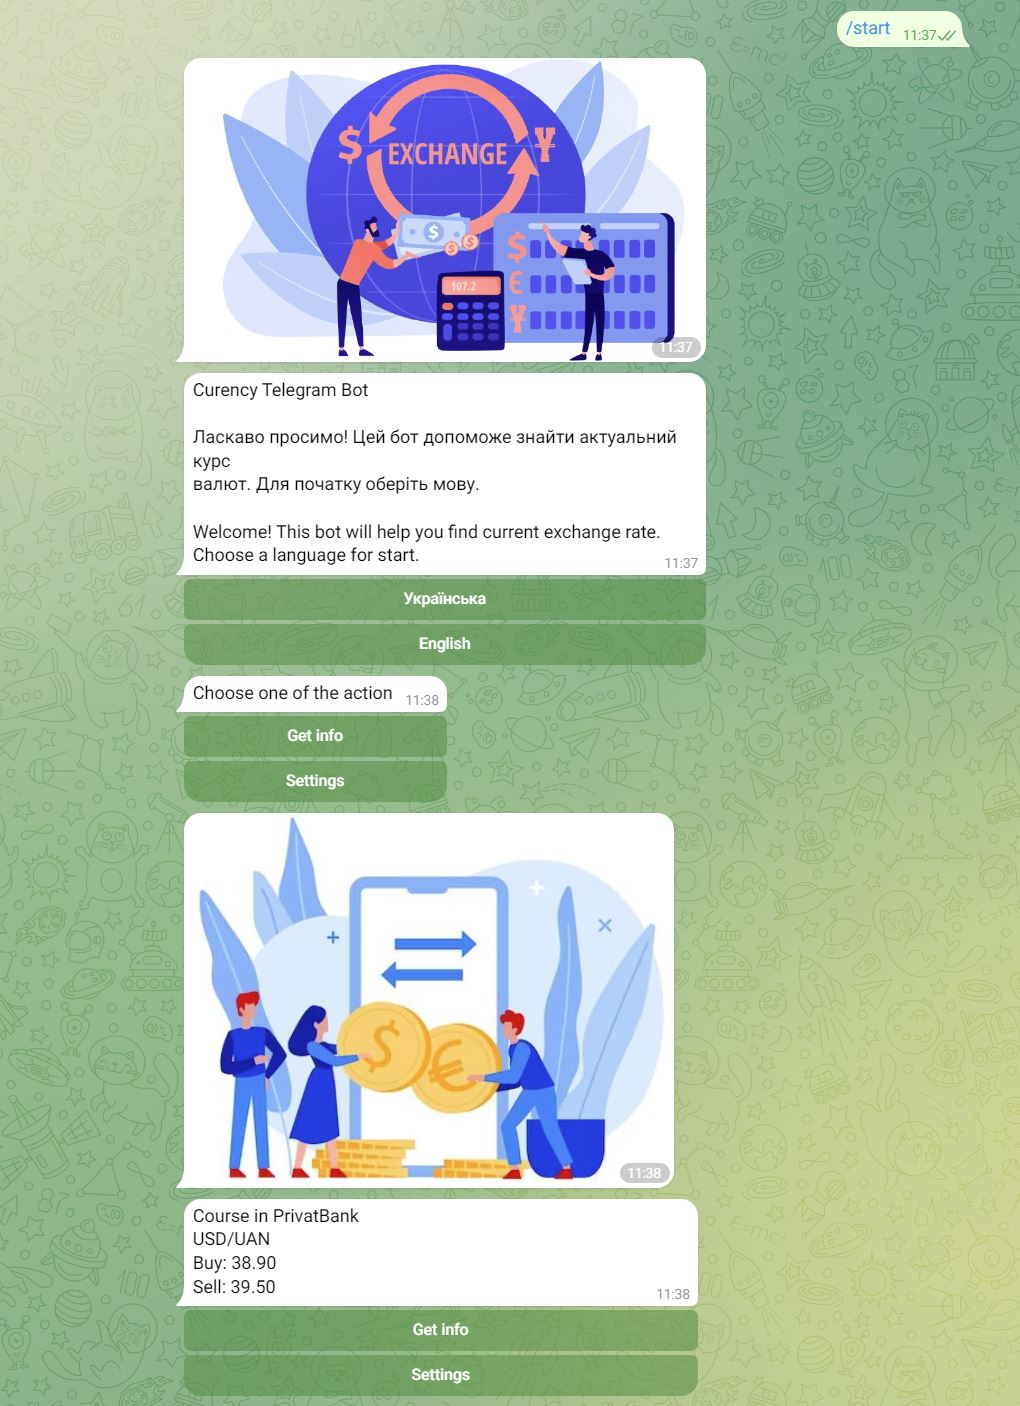 /start 11:37
$ EXCHANGE ¥
$
107.2
$
€
¥
11:37
Curency Telegram Bot
Ласкаво просимо! Цей бот допоможе знайти актуальний
курс
валют. Для початку оберіть мову.
Welcome! This bot will help you find current exchange rate.
Choose a language for start.
11:37
Українська
English
Choose one of the action 11:38
Get info
Settings
$ €
11:38
Course in PrivatBank
USD/UAN
Buy: 38.90
Sell: 39.50
11:38
Get info
Settings